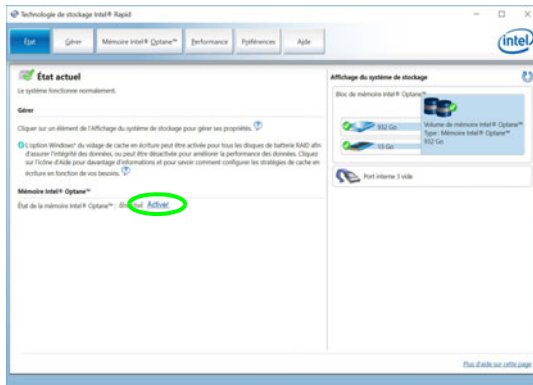 Technologie de stockage Intel® Rapid
État
Gérer
Mémoire Intel® Optane™
Performance
Préférences
Aide
intel
État actuel
Le système fonctionne normalement.
Gérer
Cliquer sur un élément de l'Affichage du système de stockage pour gérer ses propriétés.
L'option Windows* du vidage de cache en écriture peut être activée pour tous les disques de batterie RAID afin
d'assurer l'intégrité des données, ou peut être désactivée pour améliorer la performance des données. Cliquez
sur l'icône d'Aide pour davantage d'informations et pour savoir comment configurer les stratégies de cache en
écriture en fonction de vos besoins.
Mémoire Intel® Optane™
État de la mémoire Intel® Optane™ : Activer
Affichage du système de stockage
Bloc de mémoire Intel® Optane™
932 Go
13 Go
Volume de mémoire Intel® Optane™
Type : Mémoire Intel® Optane™
932 Go
Port interne 3 vide
Plus d'aide sur cette page